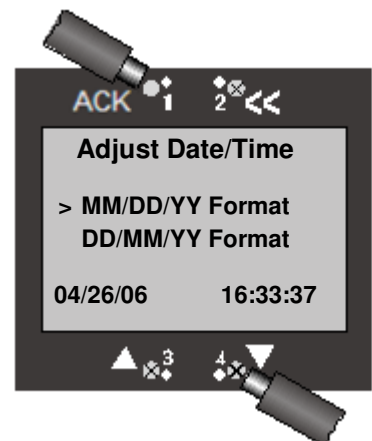 ACK 1 2 <<
Adjust Date/Time
> MM/DD/YY Format
DD/MM/YY Format
04/26/06 16:33:37
3 4